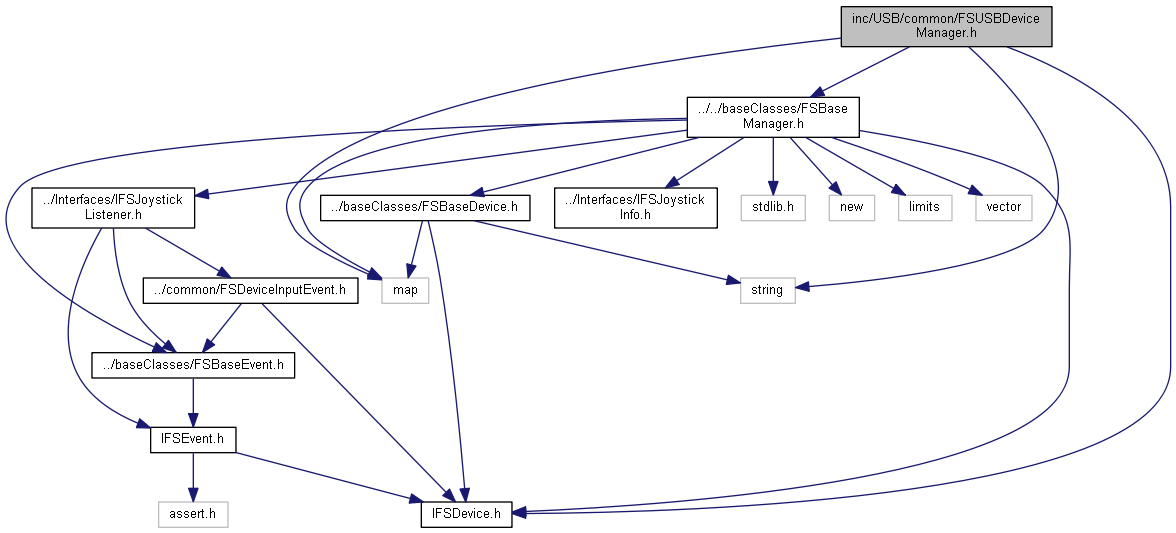 inc/USB/common/FSUSBDevice
Manager.h
../../baseClasses/FSBase
Manager.h
../Interfaces/IFSJoystick
Listener.h
../baseClasses/FSBaseDevice.h
../Interfaces/IFSJoystick
Info.h
stdlib.h
new
limits
vector
../common/FSDeviceInputEvent.h
map
string
../baseClasses/FSBaseEvent.h
IFSEvent.h
assert.h
IFSDevice.h